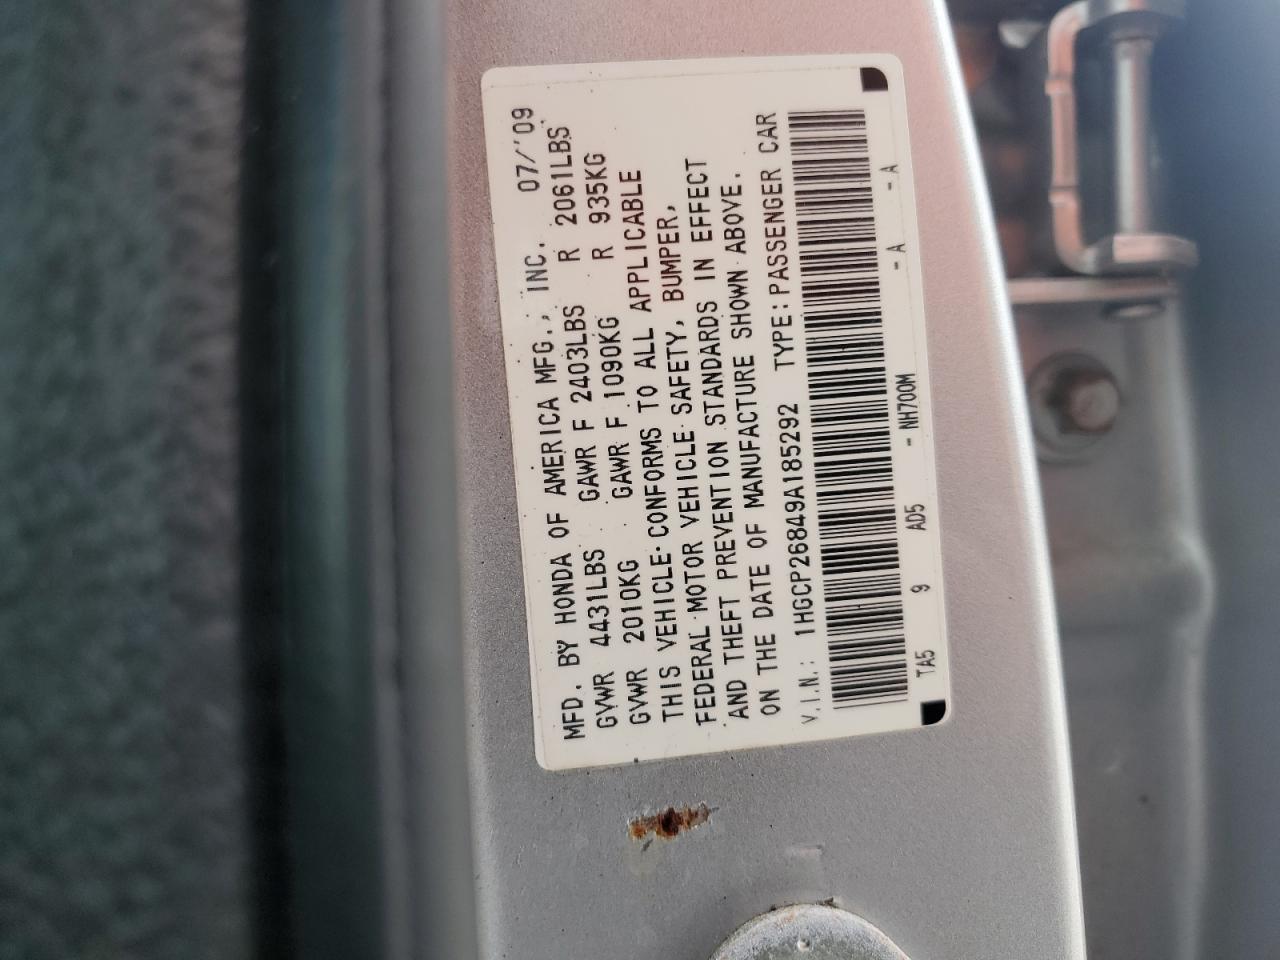 MFD. BY HONDA OF AMERICA MFG., INC. 07/'09
GVWR 4431LBS GAWR F 2403LBS R 2061LBS
GVWR 2010KG GAWR F 1090KG R 935KG
THIS VEHICLE CONFORMS TO ALL APPLICABLE
FEDERAL MOTOR VEHICLE SAFETY, BUMPER,
AND THEFT PREVENTION STANDARDS IN EFFECT
ON THE DATE OF MANUFACTURE SHOWN ABOVE.
V.I.N.: 1HGCP26849A185292 TYPE:PASSENGER CAR
TA5 9 AD5 - NH700M - A - A